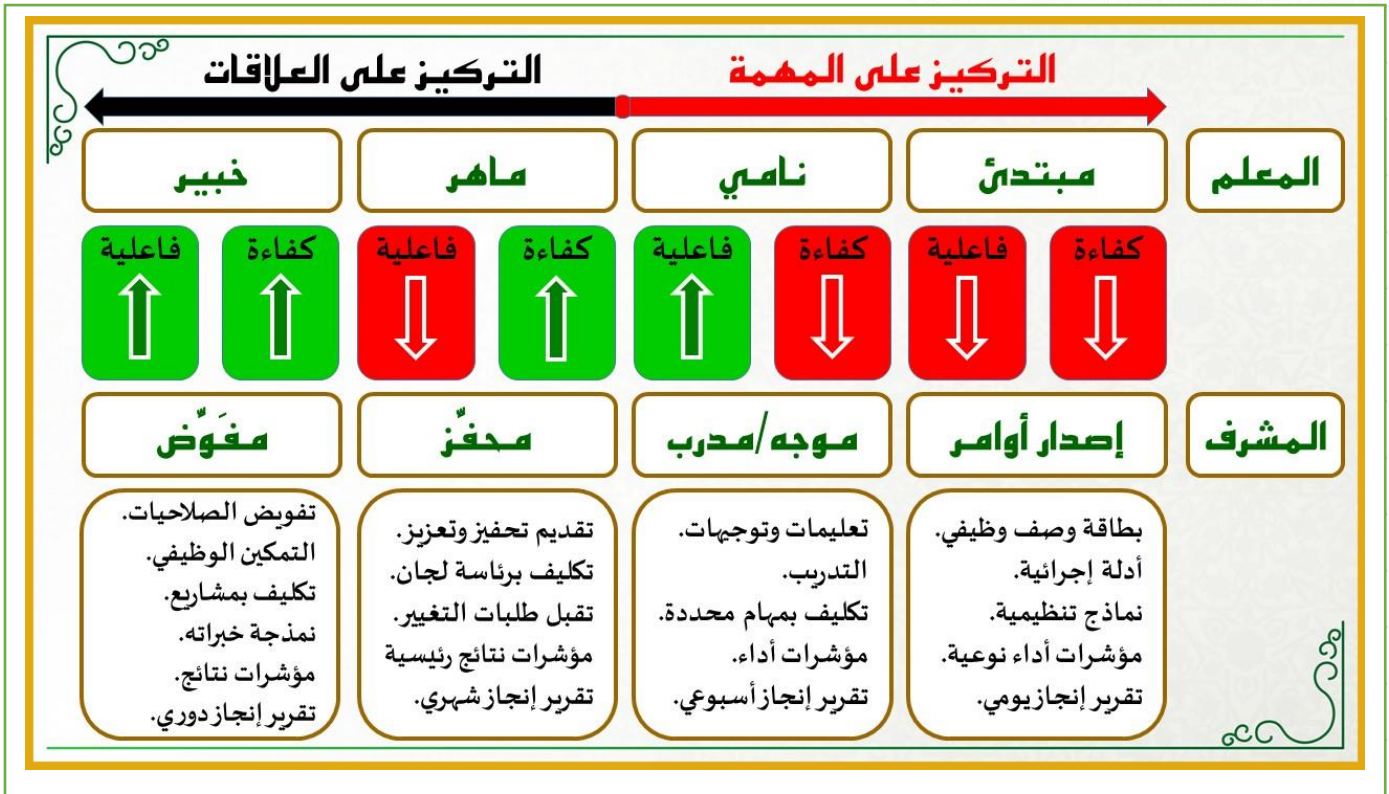 التركيز على المهمة
التركيز على العلاقات
المعلم
مبتدئ
نامي
ماهر
خبير
كفاءة
فاعلية
كفاءة
فاعلية
كفاءة
فاعلية
كفاءة
فاعلية
المشرف
إصدار أوامر
موجه/مدرب
محفِّز
مفَوِّض
بطاقة وصف وظيفي.
أدلة إجرائية.
نماذج تنظيمية.
مؤشرات أداء نوعية.
تقرير إنجاز يومي.
تعليمات وتوجيهات.
التدريب.
تكليف بمهام محددة.
مؤشرات أداء.
تقرير إنجاز أسبوعي.
تقديم تحفيز وتعزيز.
تكليف برئاسة لجان.
تقبل طلبات التغيير.
مؤشرات نتائج رئيسية
تقرير إنجاز شهري.
تفويض الصلاحيات.
التمكين الوظيفي.
تكليف بمشاريع.
نمذجة خبراته.
مؤشرات نتائج.
تقرير إنجاز دوري.